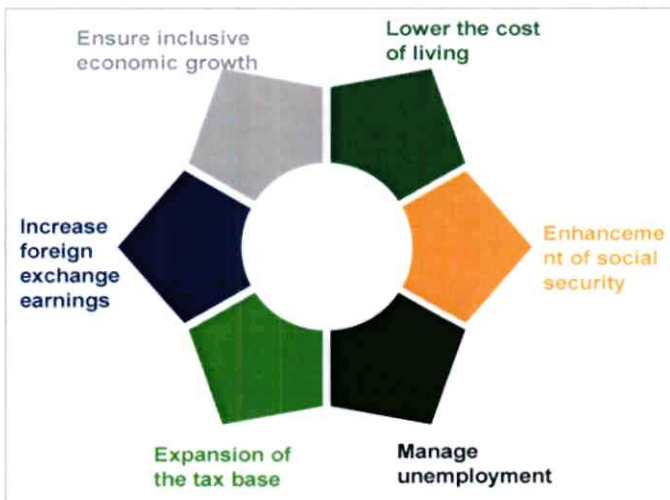 Ensure inclusive
economic growth
Lower the cost
of living
Enhanceme
nt of social
security
Manage
unemployment
Expansion of
the tax base
Increase
foreign
exchange
earnings